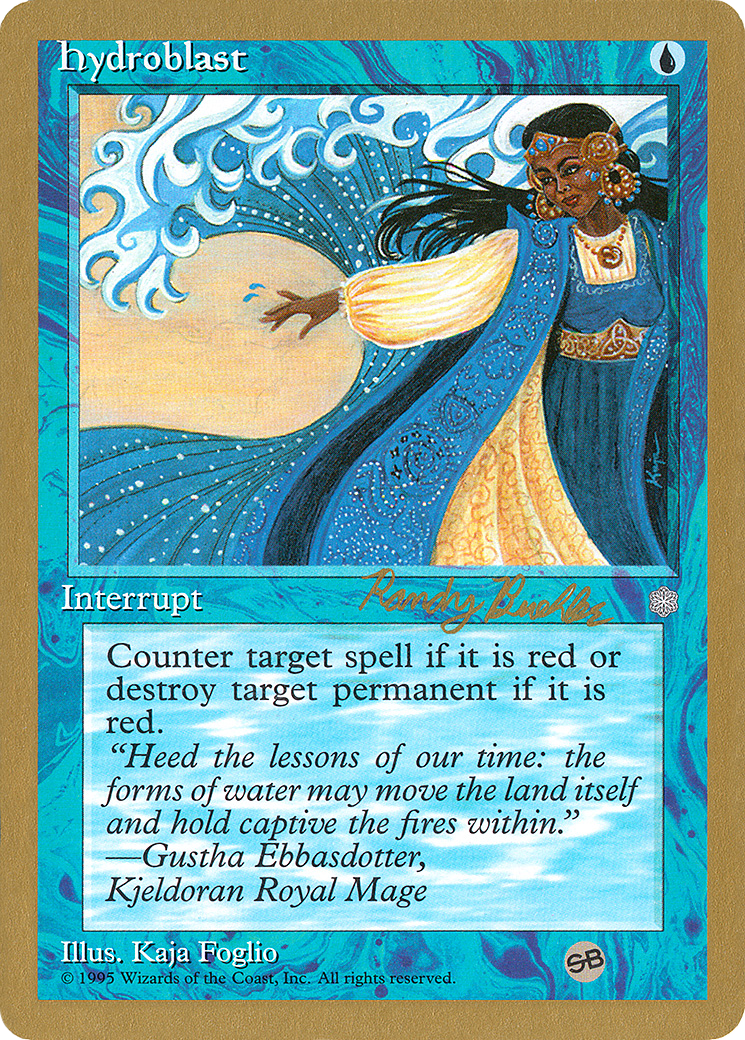 Hydroblast
Kaja
Interrupt
Randy Buehler
Counter target spell if it is red or
destroy target permanent if it is
red.
“Heed the lessons of our time: the
forms of water may move the land itself
and hold captive the fires within.”
—Gustha Ebbasdotter,
Kjeldoran Royal Mage
Illus. Kaja Foglio
SB
© 1995 Wizards of the Coast, Inc. All rights reserved.